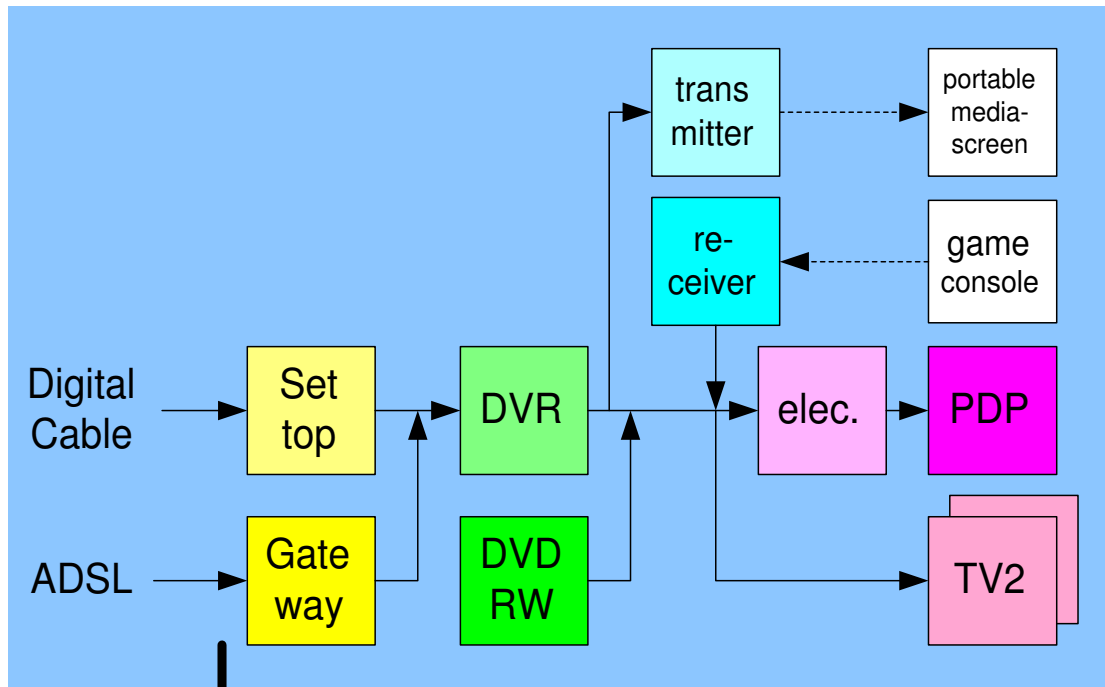 trans
mitter
portable
media-
screen
re-
ceiver
game
console
Digital
Cable
Set
top
DVR
elec.
PDP
ADSL
Gate
way
DVD
RW
TV2